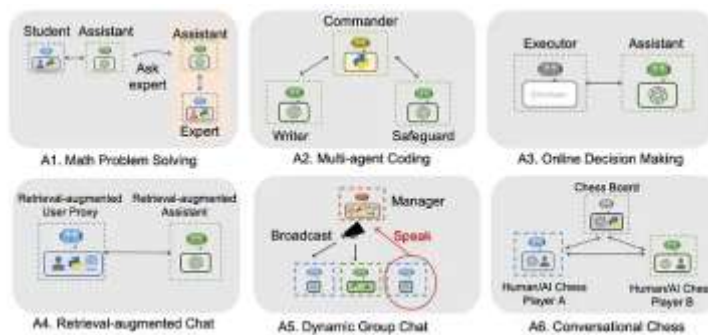 Student Assistant
Assistant
Ask
expert
Expert
A1. Math Problem Solving
Commander
Writer
Safeguard
A2. Multi-agent Coding
Executor
Assistant
A3. Online Decision Making
Retrieval-augmented
User Proxy
Retrieval-augmented
Assistant
A4. Retrieval-augmented Chat
Manager
Broadcast
Speak
A5. Dynamic Group Chat
Chess Board
Human/AI Chess
Player A
Human/AI Chess
Player B
A6. Conversational Chess